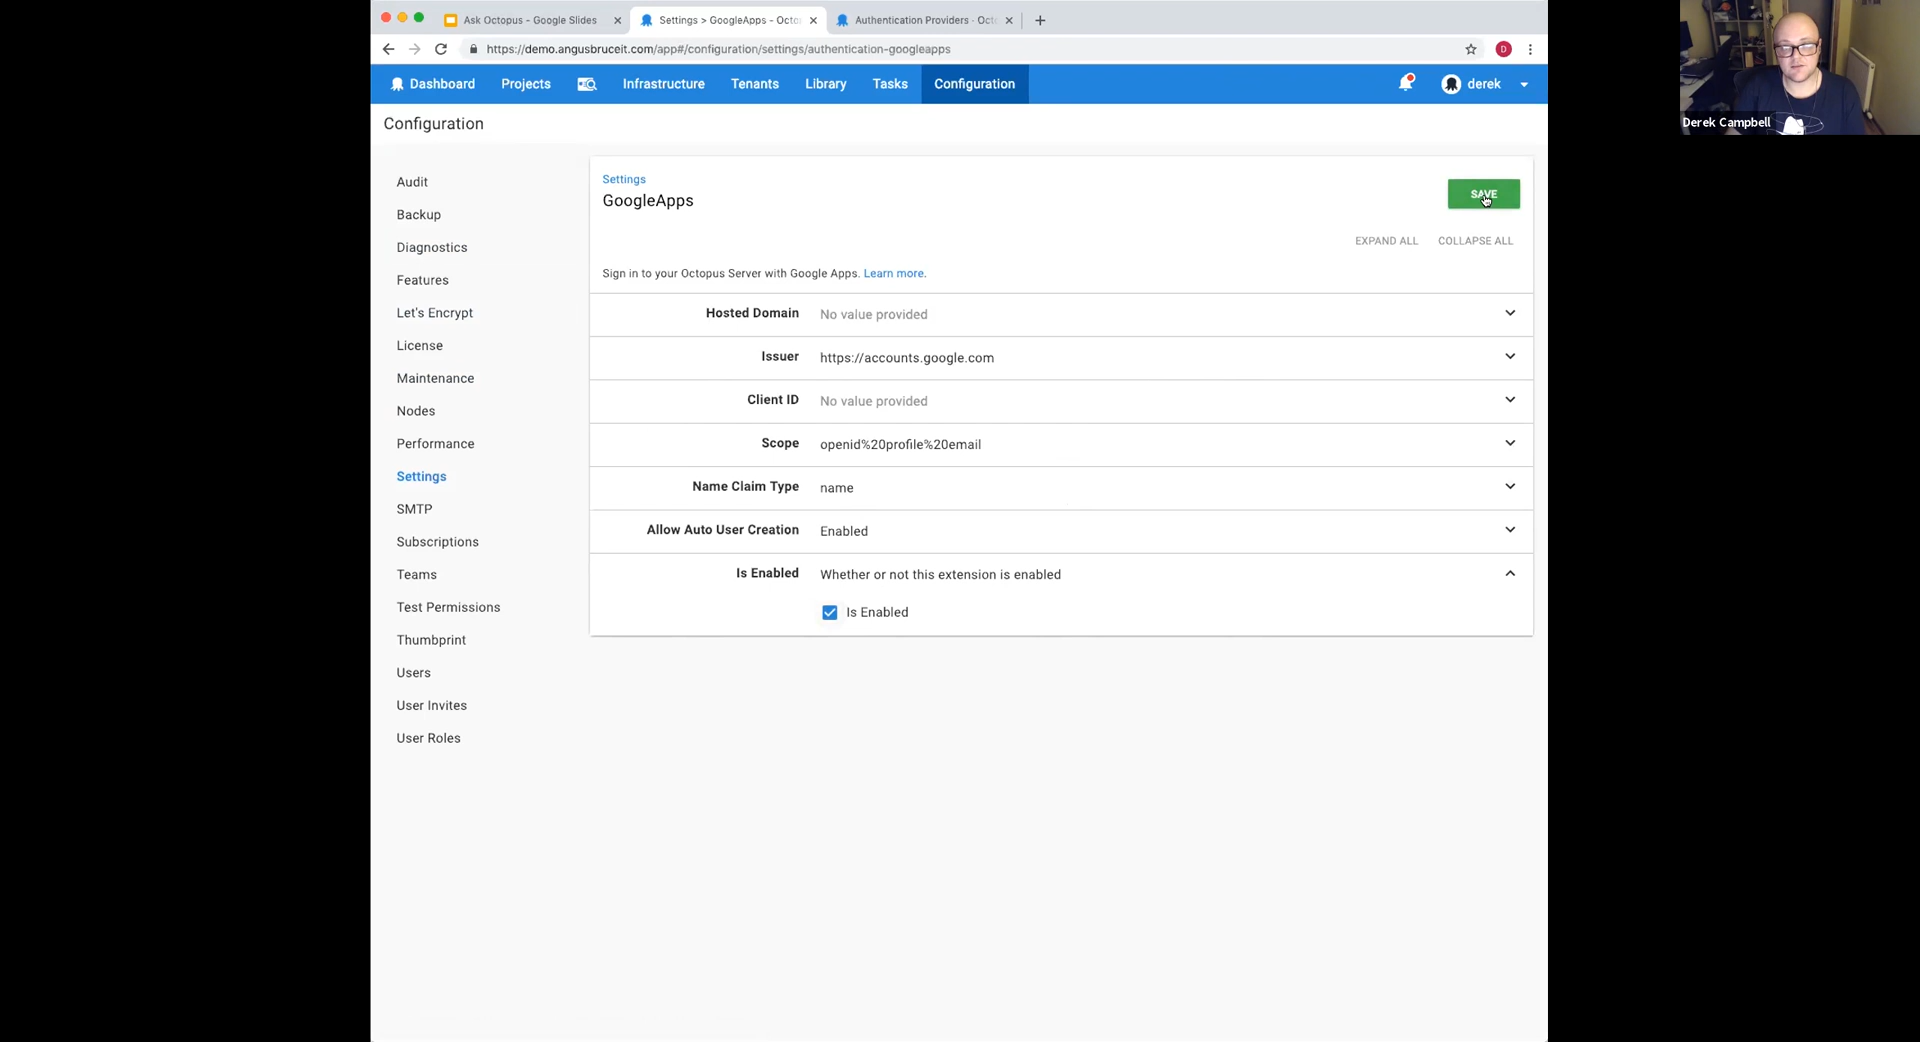 Ask Octopus - Google Slides
Settings > GoogleApps - Octo
Authentication Providers · Octo
https://demo.angusbruceit.com/app#/configuration/settings/authentication-googleapps
D
Dashboard
Projects
Infrastructure
Tenants
Library
Tasks
Configuration
derek
Derek Campbell
Configuration
Audit
Backup
Diagnostics
Features
Let's Encrypt
License
Maintenance
Nodes
Performance
Settings
SMTP
Subscriptions
Teams
Test Permissions
Thumbprint
Users
User Invites
User Roles
Settings
GoogleApps
SAVE
EXPAND ALL
COLLAPSE ALL
Sign in to your Octopus Server with Google Apps. Learn more.
Hosted Domain No value provided
Issuer https://accounts.google.com
Client ID No value provided
Scope openid%20profile%20email
Name Claim Type name
Allow Auto User Creation Enabled
Is Enabled Whether or not this extension is enabled
Is Enabled